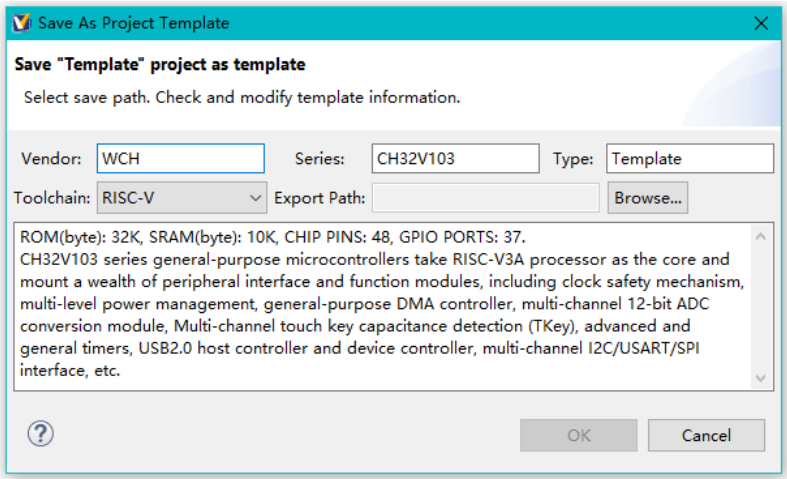 Save As Project Template
Save "Template" project as template
Select save path. Check and modify template information.
Vendor: WCH Series: CH32V103 Type: Template
Toolchain: RISC-V Export Path: Browse...
ROM(byte): 32K, SRAM(byte): 10K, CHIP PINS: 48, GPIO PORTS: 37.
CH32V103 series general-purpose microcontrollers take RISC-V3A processor as the core and
mount a wealth of peripheral interface and function modules, including clock safety mechanism,
multi-level power management, general-purpose DMA controller, multi-channel 12-bit ADC
conversion module, Multi-channel touch key capacitance detection (TKey), advanced and
general timers, USB2.0 host controller and device controller, multi-channel I2C/USART/SPI
interface, etc.
OK Cancel